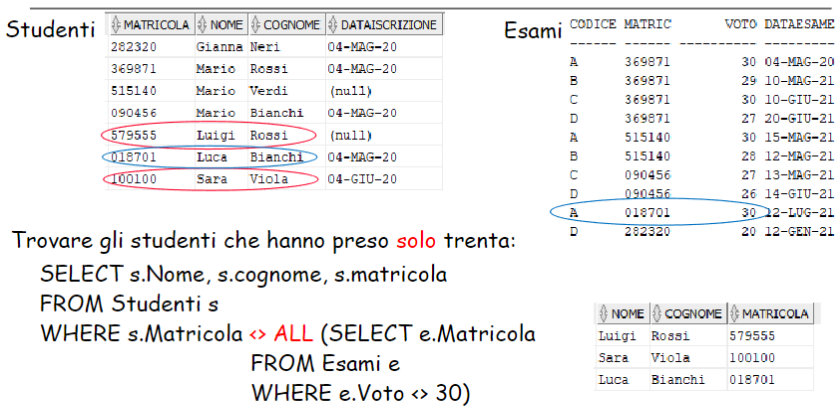 Studenti
MATRICOLA NOME COGNOME DATAISCRIZIONE
282320 Gianna Neri 04-MAG-20
369871 Mario Rossi 04-MAG-20
515140 Mario Verdi (null)
090456 Mario Bianchi 04-MAG-20
579555 Luigi Rossi (null)
018701 Luca Bianchi 04-MAG-20
100100 Sara Viola 04-GIU-20
Esami
CODICE MATRIC VOTO DATAESAME
------ ------ ---------- ---------
A 369871 30 04-MAG-20
B 369871 29 10-MAG-21
C 369871 30 10-GIU-21
D 369871 27 20-GIU-21
A 515140 30 15-MAG-21
B 515140 28 12-MAG-21
C 090456 27 13-MAG-21
D 090456 26 14-GIU-21
A 018701 30 12-LUG-21
D 282320 20 12-GEN-21
Trovare gli studenti che hanno preso solo trenta:
SELECT s.Nome, s.cognome, s.matricola
FROM Studenti s
WHERE s.Matricola <> ALL (SELECT e.Matricola
FROM Esami e
WHERE e.Voto <> 30)
NOME COGNOME MATRICOLA
Luigi Rossi 579555
Sara Viola 100100
Luca Bianchi 018701